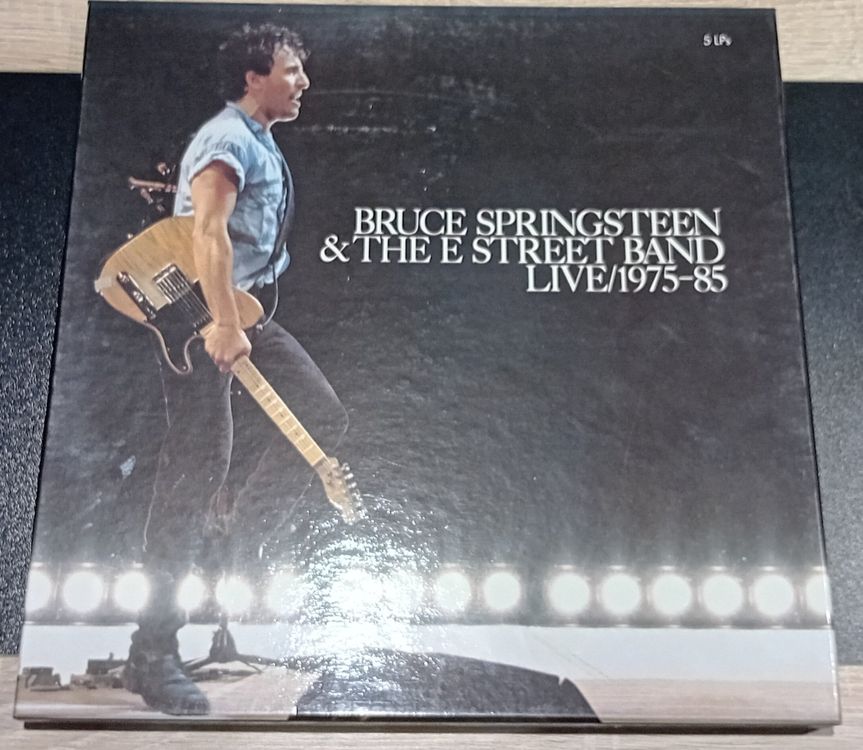 5 LPs
BRUCE SPRINGSTEEN
& THE E STREET BAND
LIVE/1975-85